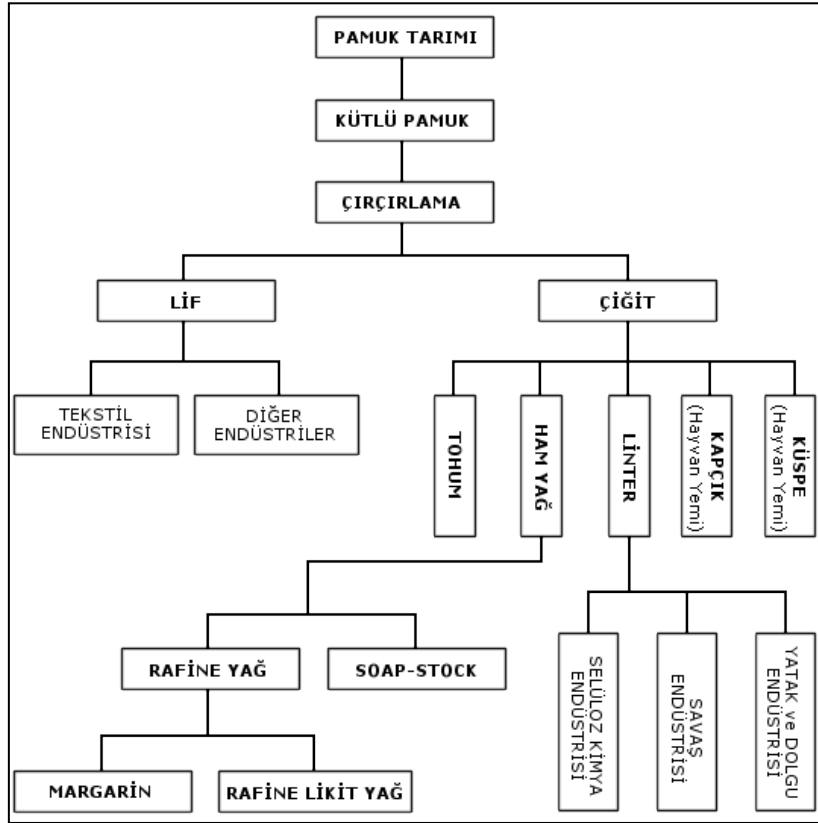 PAMUK TARIMI
KÜTLÜ PAMUK
ÇIRÇIRLAMA
LİF
ÇİĞİT
TEKSTİL
ENDÜSTRİSİ
DİĞER
ENDÜSTRİLER
TOHUM
HAM YAĞ
LİNTER
KAPÇIK
(Hayvan Yemi)
KÜSPE
(Hayvan Yemi)
RAFİNE YAĞ
SOAP-STOCK
SELÜLOZ KİMYA
ENDÜSTRİSİ
SAVAŞ
ENDÜSTRİSİ
YATAK ve DOLGU
ENDÜSTRİSİ
MARGARİN
RAFİNE LİKİT YAĞ